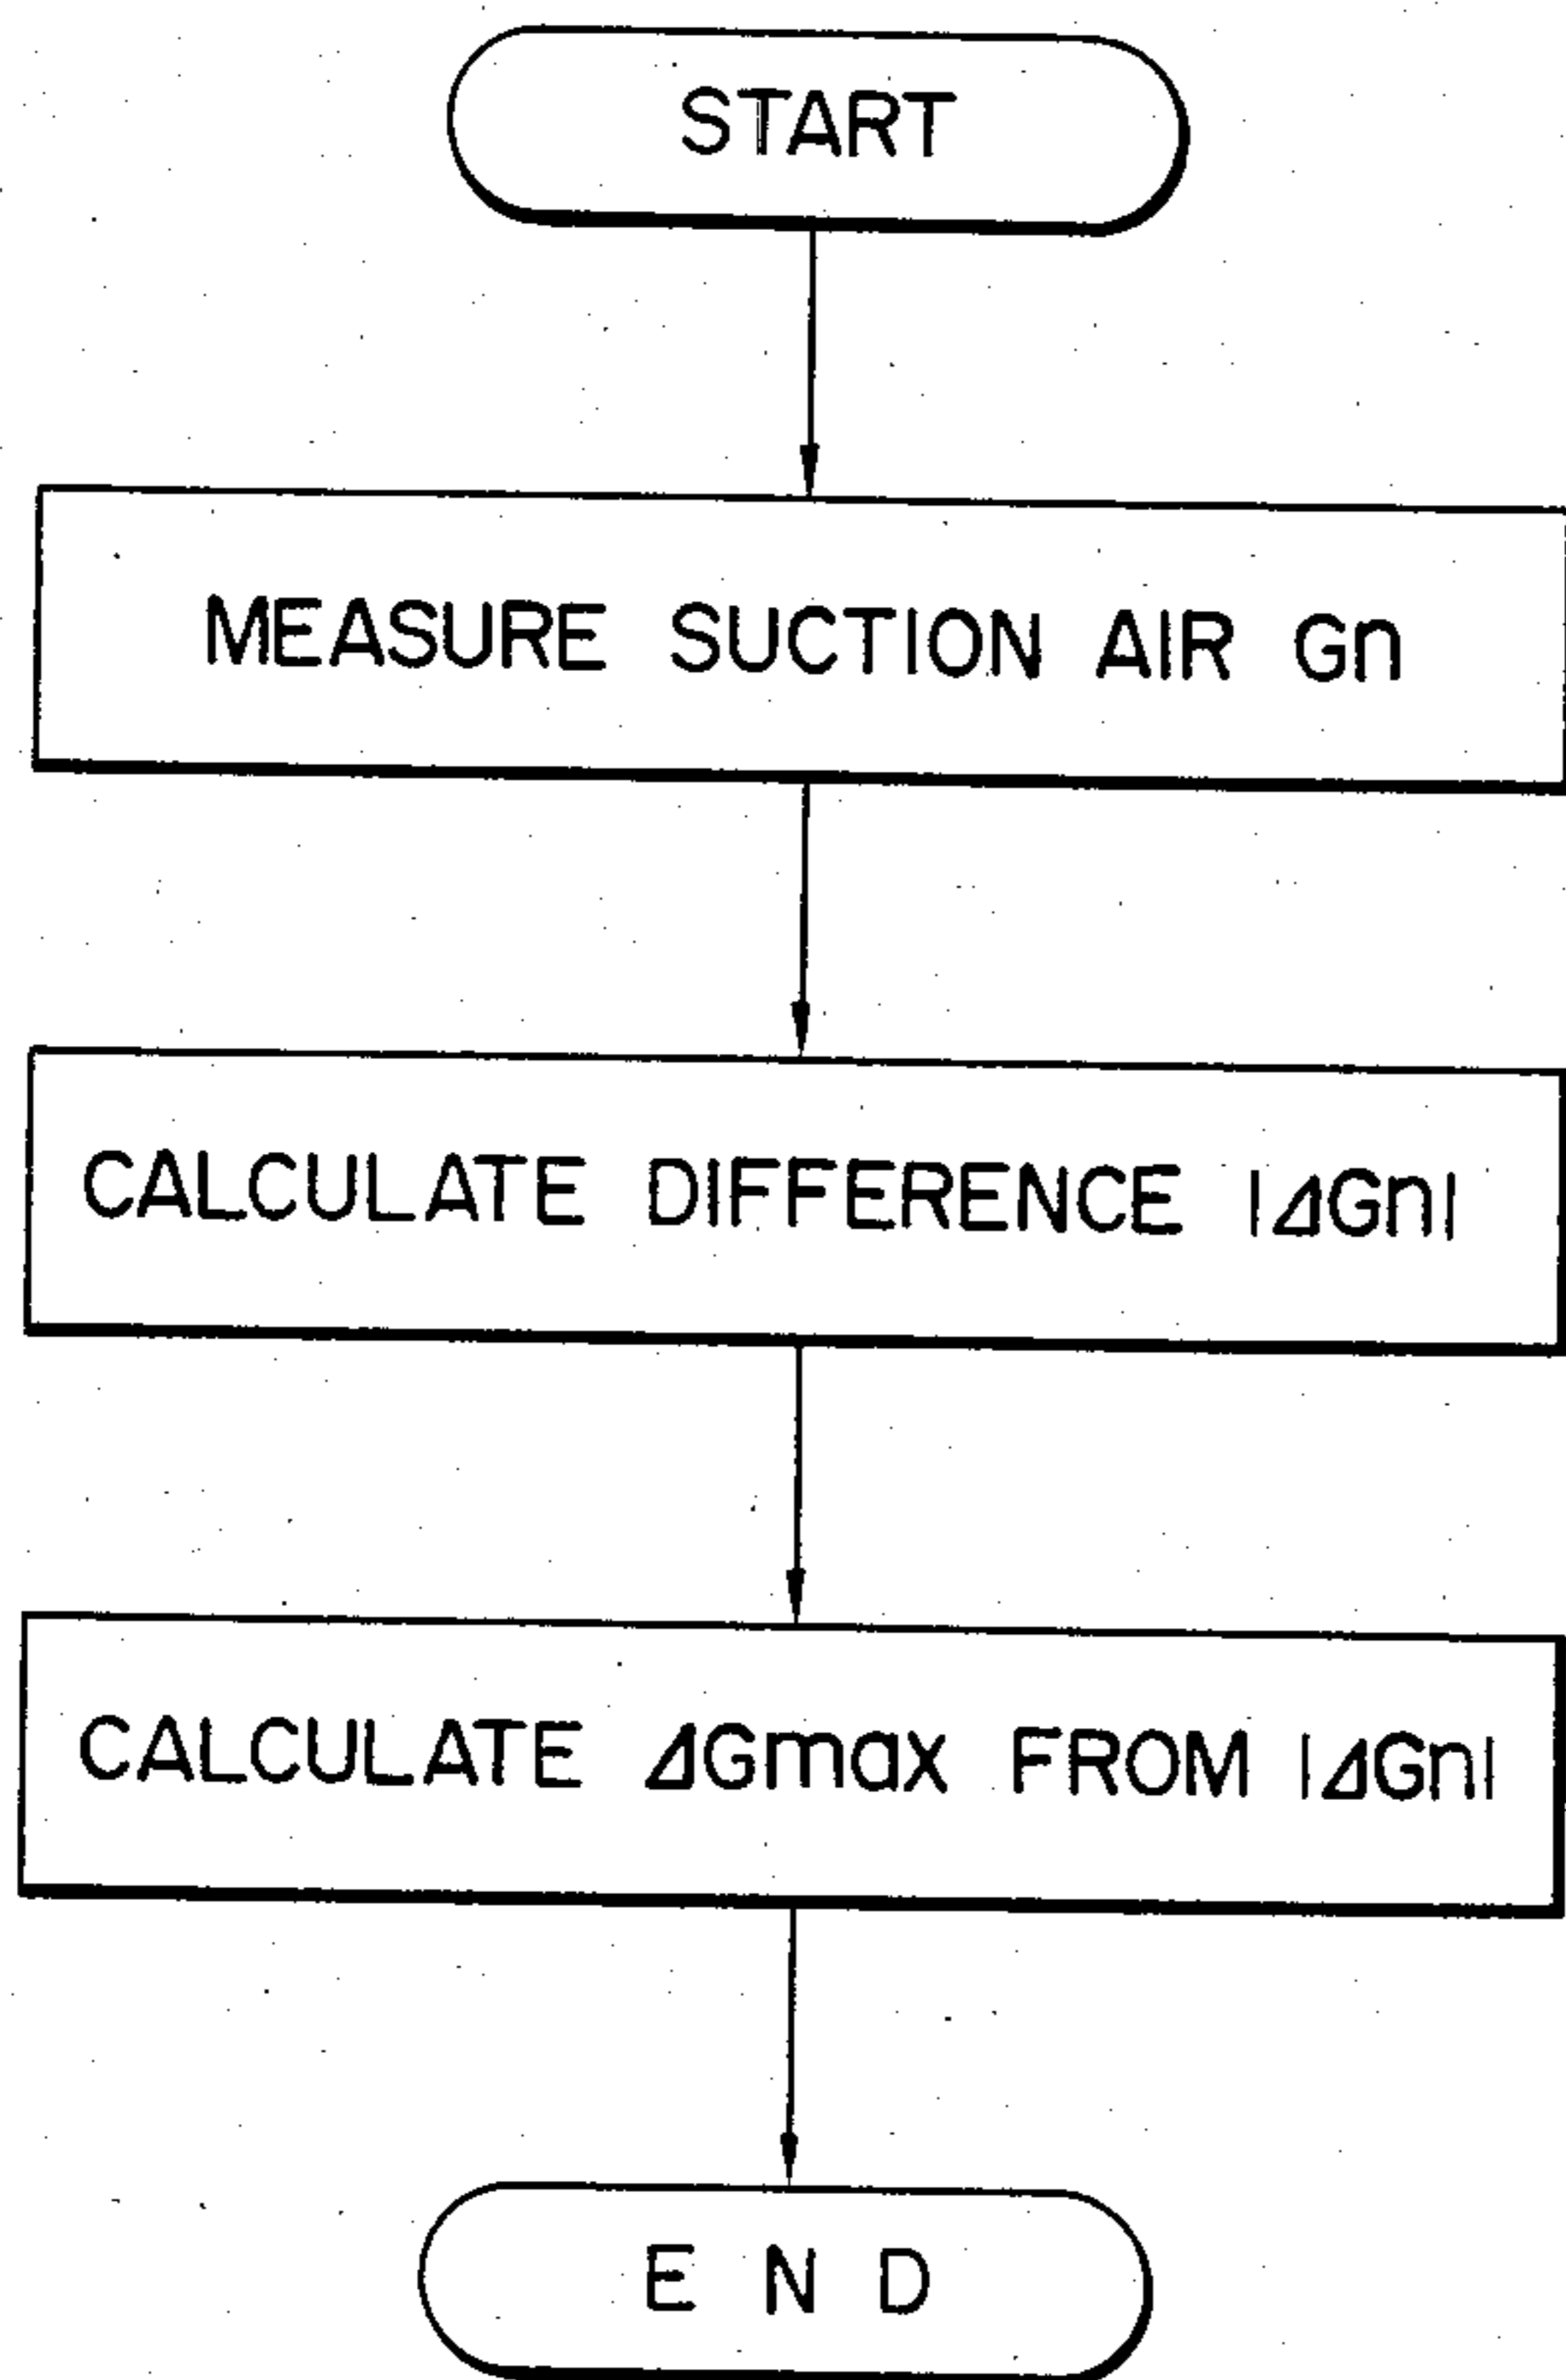 START
MEASURE SUCTION AIR Gn
CALCULATE DIFFERENCE |ΔGn|
CALCULATE ΔGmax FROM |ΔGn|
E N D